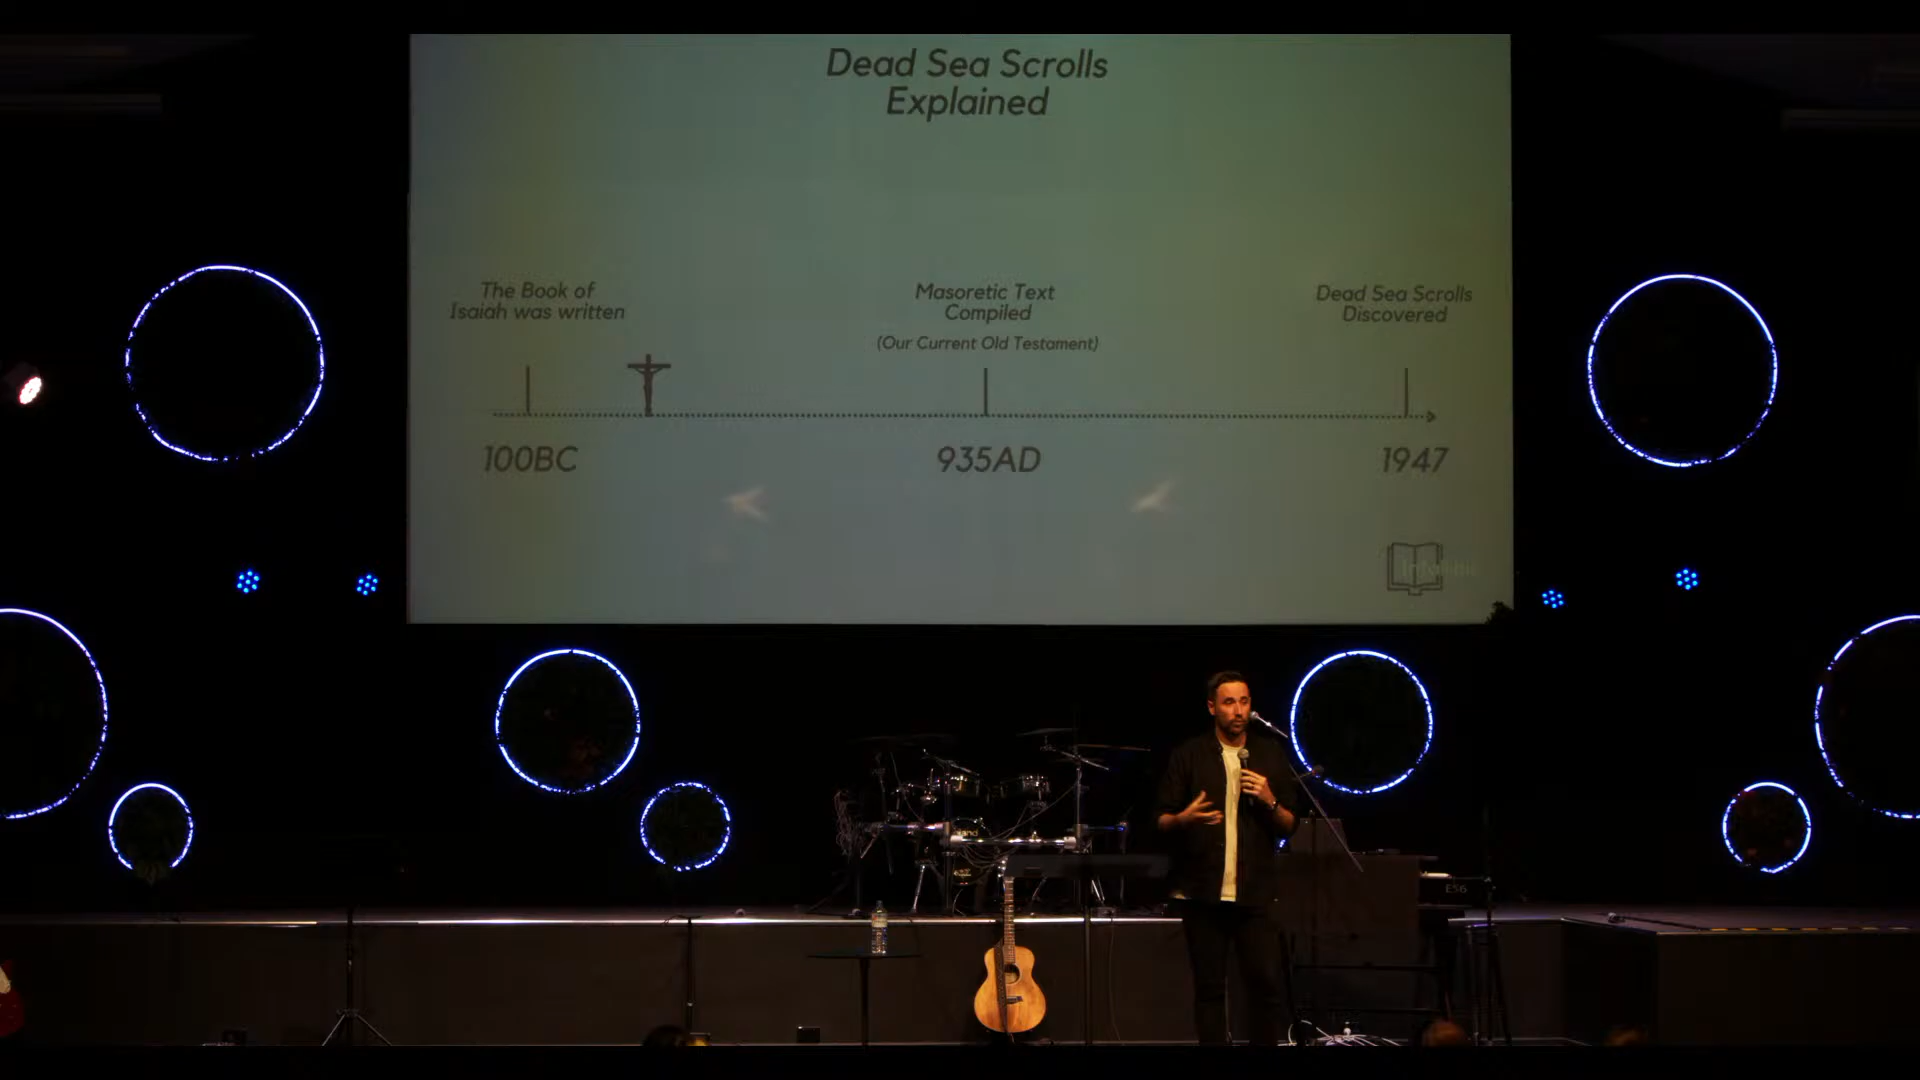 Dead Sea Scrolls
Explained
The Book of
Isaiah was written
Masoretic Text
Compiled
(Our Current Old Testament)
Dead Sea Scrolls
Discovered
100BC
935AD
1947
E56